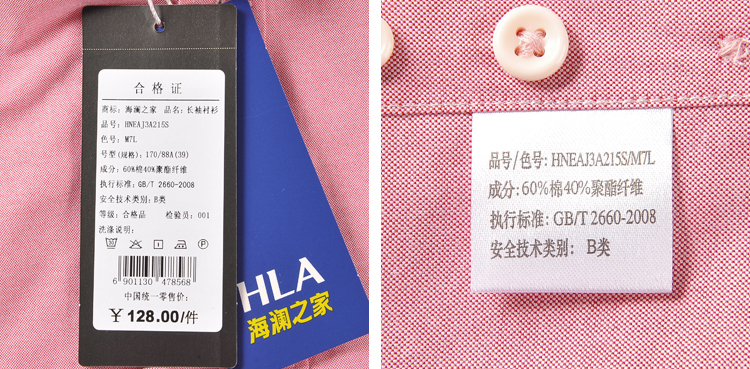 合格证
商标: 海澜之家 品名: 长袖衬衫
品号: HNEAJ3A215S
色号: M7L
号型(规格): 170/88A(39)
成分: 60%棉40%聚酯纤维
执行标准: GB/T 2660-2008
安全技术类别: B类
等级: 合格品 检验员: 001
洗涤说明:
6901130478568
中国统一零售价:
¥ 128.00/件
HLA
海澜之家
品号/色号: HNEAJ3A215S/M7L
成分: 60%棉40%聚酯纤维
执行标准: GB/T 2660-2008
安全技术类别: B类